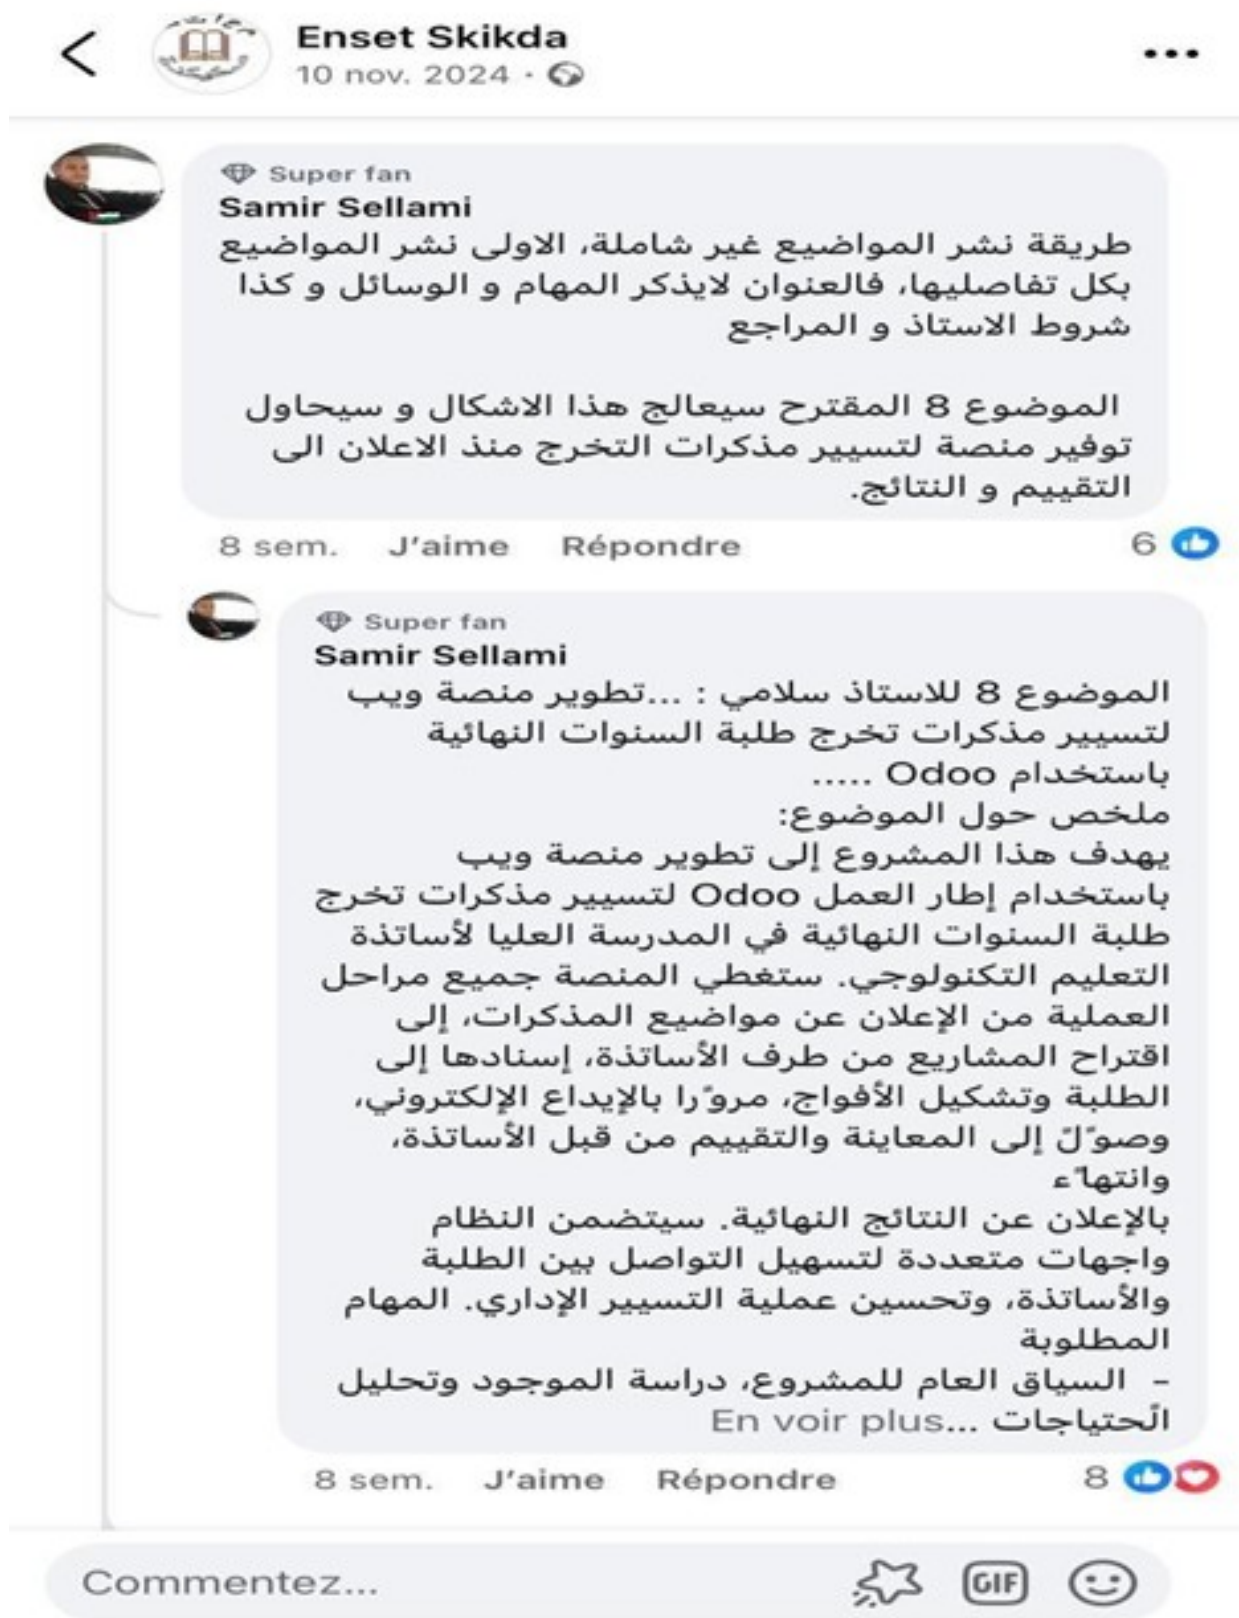 Enset Skikda
10 nov. 2024 ·
Super fan
Samir Sellami
طريقة نشر المواضيع غير شاملة، الاولى نشر المواضيع
بكل تفاصليها، فالعنوان لايذكر المهام و الوسائل و كذا
شروط الاستاذ و المراجع
الموضوع 8 المقترح سيعالج هذا الاشكال و سيحاول
توفير منصة لتسيير مذكرات التخرج منذ الاعلان الى
التقييم و النتائج.
8 sem. J'aime Répondre 6
Super fan
Samir Sellami
الموضوع 8 للاستاذ سلامي : ...تطوير منصة ويب
لتسيير مذكرات تخرج طلبة السنوات النهائية
باستخدام Odoo .....
ملخص حول الموضوع:
يهدف هذا المشروع إلى تطوير منصة ويب
باستخدام إطار العمل Odoo لتسيير مذكرات تخرج
طلبة السنوات النهائية في المدرسة العليا لأساتذة
التعليم التكنولوجي. ستغطي المنصة جميع مراحل
العملية من الإعلان عن مواضيع المذكرات، إلى
اقتراح المشاريع من طرف الأساتذة، إسنادها إلى
الطلبة وتشكيل الأفواج، مروًرا بالإيداع الإلكتروني،
وصوًلّ إلى المعاينة والتقييم من قبل الأساتذة،
وانتهاًء
بالإعلان عن النتائج النهائية. سيتضمن النظام
واجهات متعددة لتسهيل التواصل بين الطلبة
والأساتذة، وتحسين عملية التسيير الإداري. المهام
المطلوبة
- السياق العام للمشروع، دراسة الموجود وتحليل
الّحتياجات ...En voir plus
8 sem. J'aime Répondre 8
Commentez...
GIF